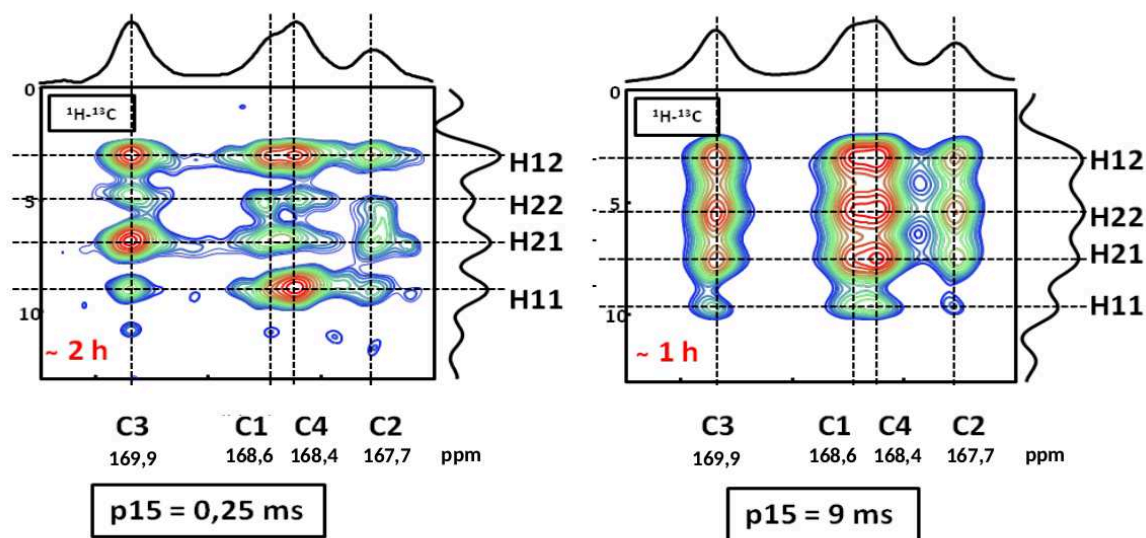 0
¹H-¹³C
5
10
~ 2 h
H12
H22
H21
H11
C3 C1 C4 C2
169,9 168,6 168,4 167,7 ppm
p15 = 0,25 ms
0
¹H-¹³C
5
10
~ 1 h
H12
H22
H21
H11
C3 C1 C4 C2
169,9 168,6 168,4 167,7 ppm
p15 = 9 ms